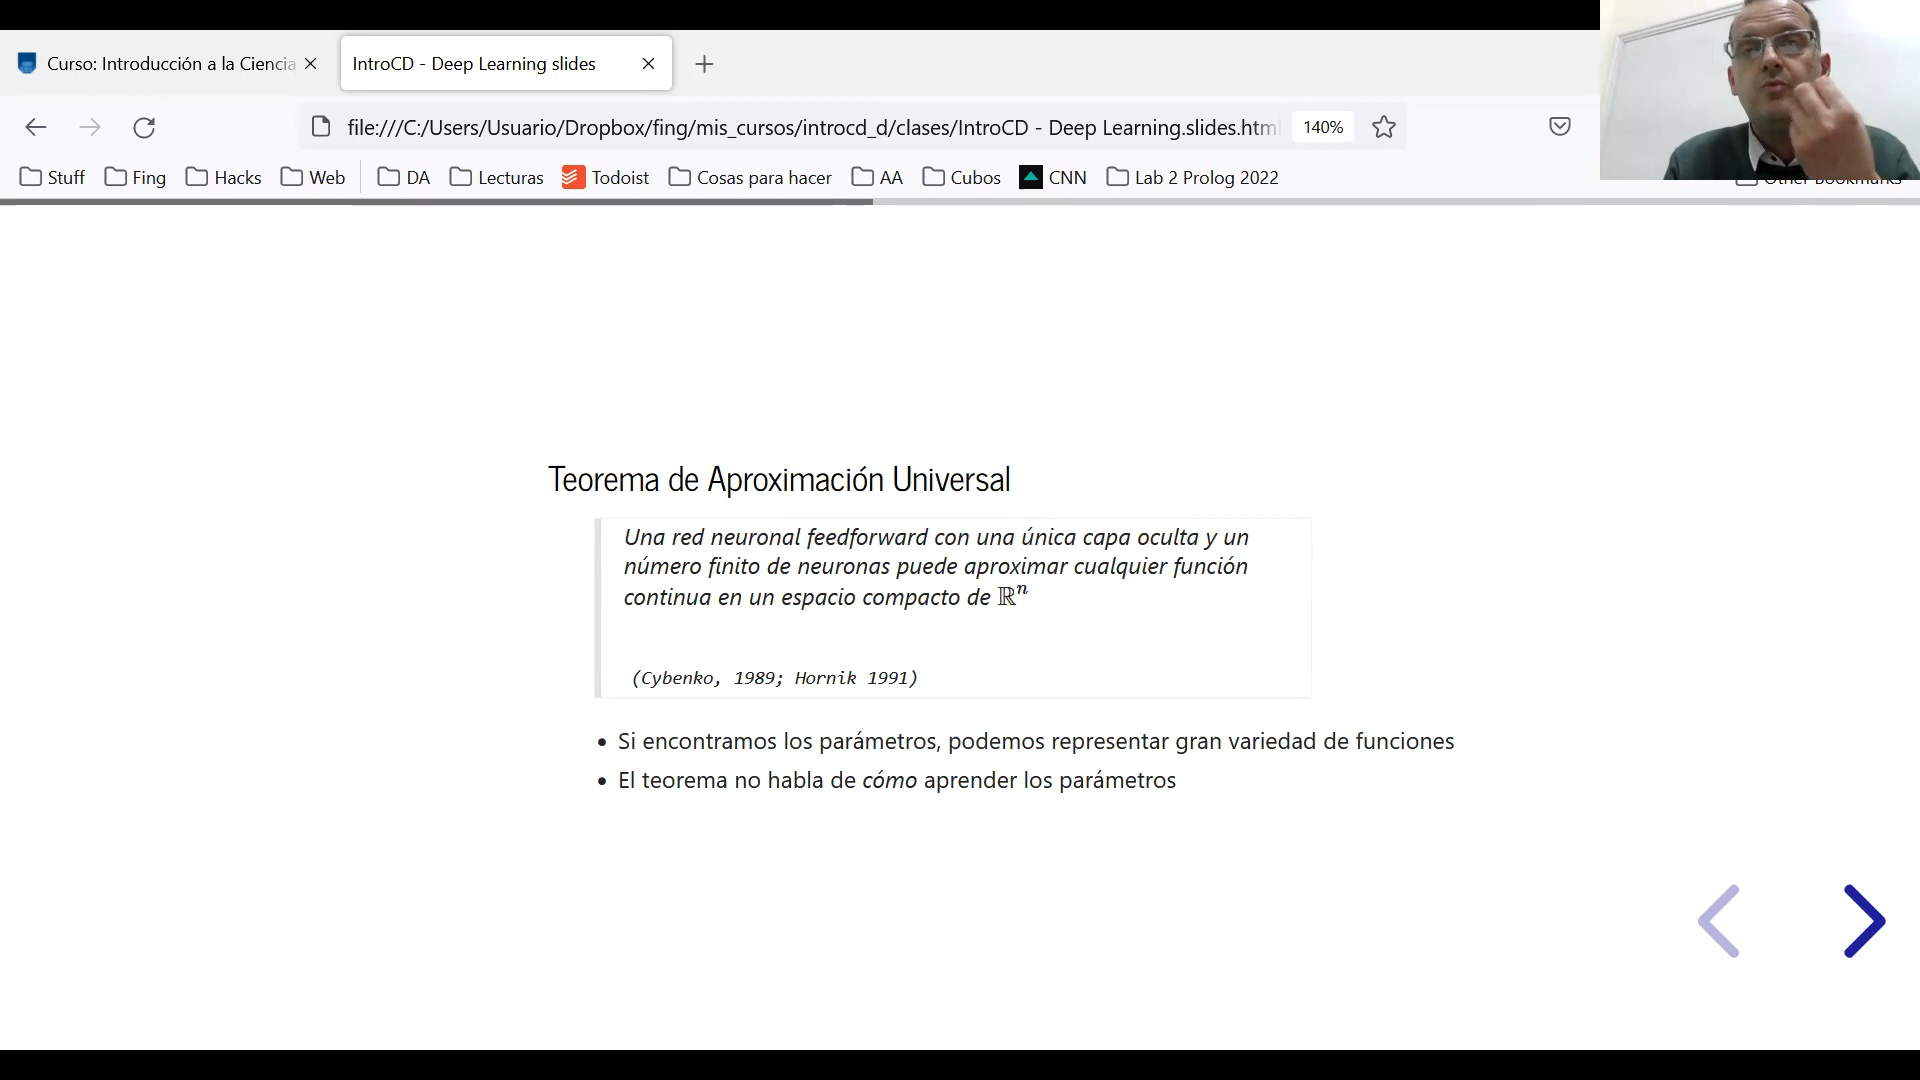 Curso: Introducción a la Ciencia
IntroCD - Deep Learning slides
file:///C:/Users/Usuario/Dropbox/fing/mis_cursos/introcd_d/clases/IntroCD - Deep Learning.slides.html
140%
Stuff Fing Hacks Web DA Lecturas Todoist Cosas para hacer AA Cubos CNN Lab 2 Prolog 2022 Other bookmarks
Teorema de Aproximación Universal
Una red neuronal feedforward con una única capa oculta y un
número finito de neuronas puede aproximar cualquier función
continua en un espacio compacto de ℝⁿ
(Cybenko, 1989; Hornik 1991)
• Si encontramos los parámetros, podemos representar gran variedad de funciones
• El teorema no habla de cómo aprender los parámetros